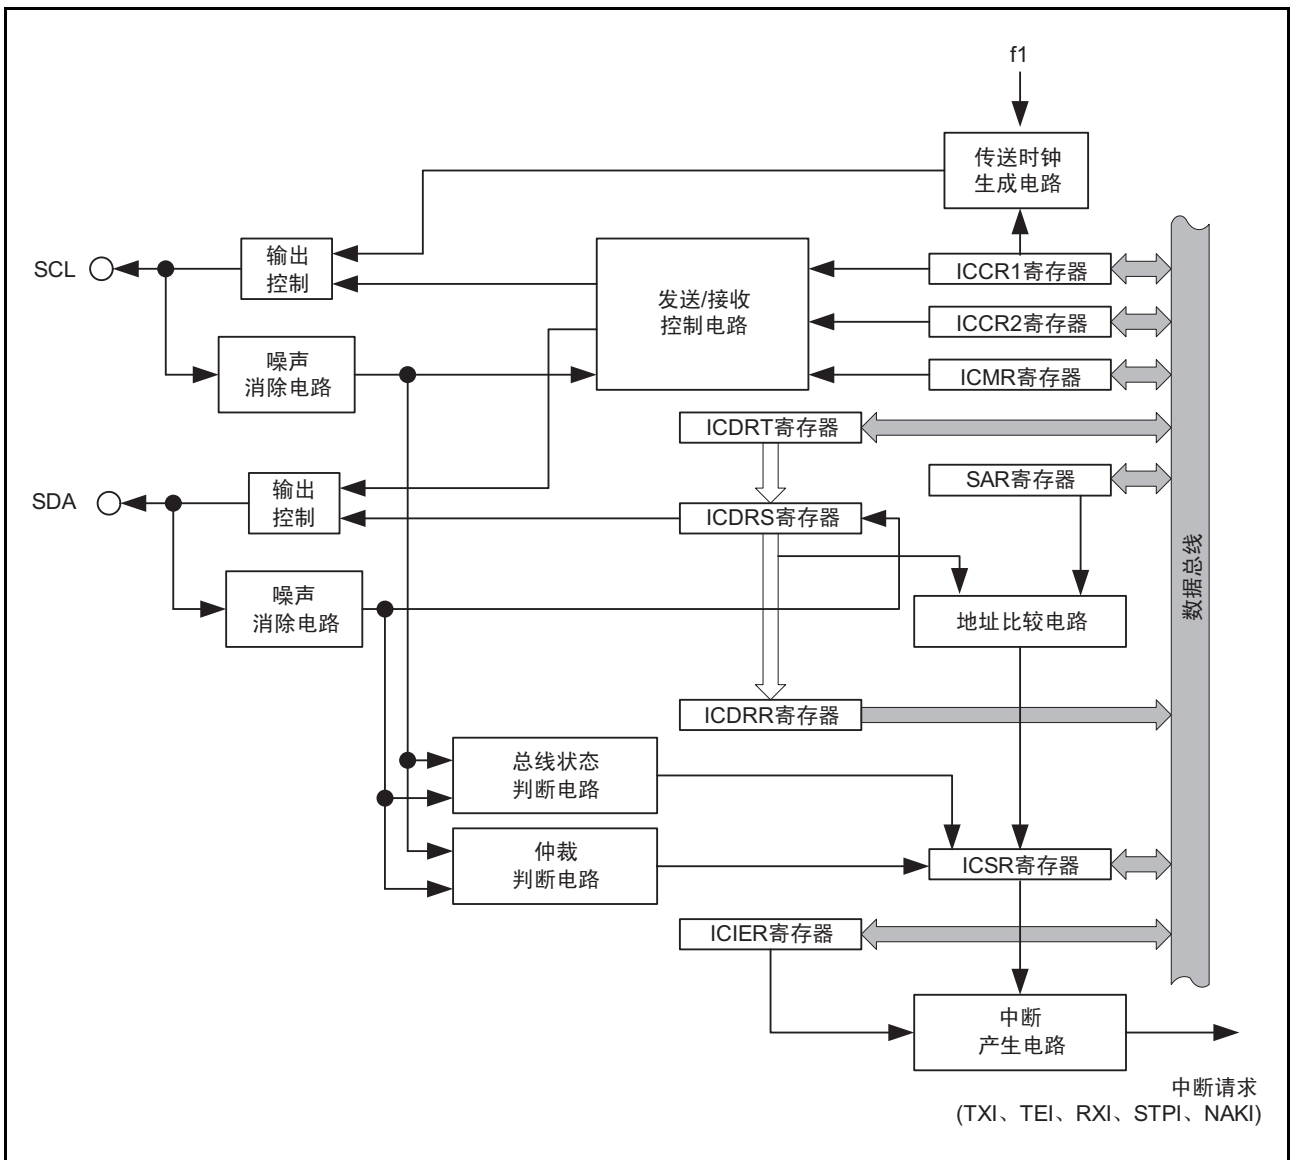 f1
传送时钟
生成电路
输出
控制
SCL
发送/接收
控制电路
ICCR1寄存器
ICCR2寄存器
ICMR寄存器
噪声
消除电路
ICDRT寄存器
SAR寄存器
SDA
输出
控制
ICDRS寄存器
数据总线
噪声
消除电路
地址比较电路
ICDRR寄存器
总线状态
判断电路
仲裁
判断电路
ICSR寄存器
ICIER寄存器
中断
产生电路
中断请求
(TXI、TEI、RXI、STPI、NAKI)